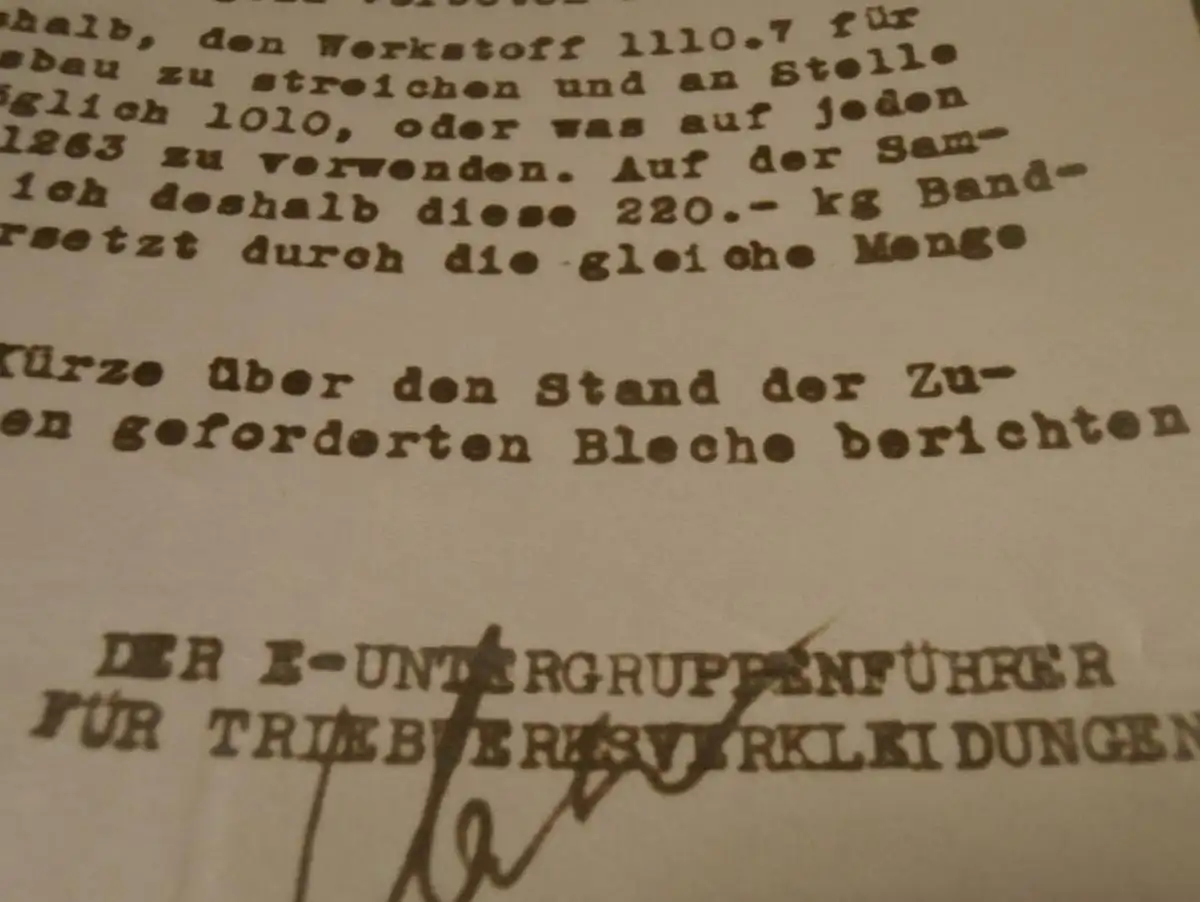 shalb, den Werkstoff 1110.7 für
sbau zu streichen und an Stelle
öglich 1010, oder was auf jeden
1263 zu verwenden. Auf der Sam-
ich deshalb diese 220.- kg Band-
rsetzt durch die gleiche Menge
Kürze über den Stand der Zu-
en geforderten Bleche berichten
DER E-UNTERGRUPPENFÜHRER
FÜR TRIEBWERKSVERKLEIDUNGEN